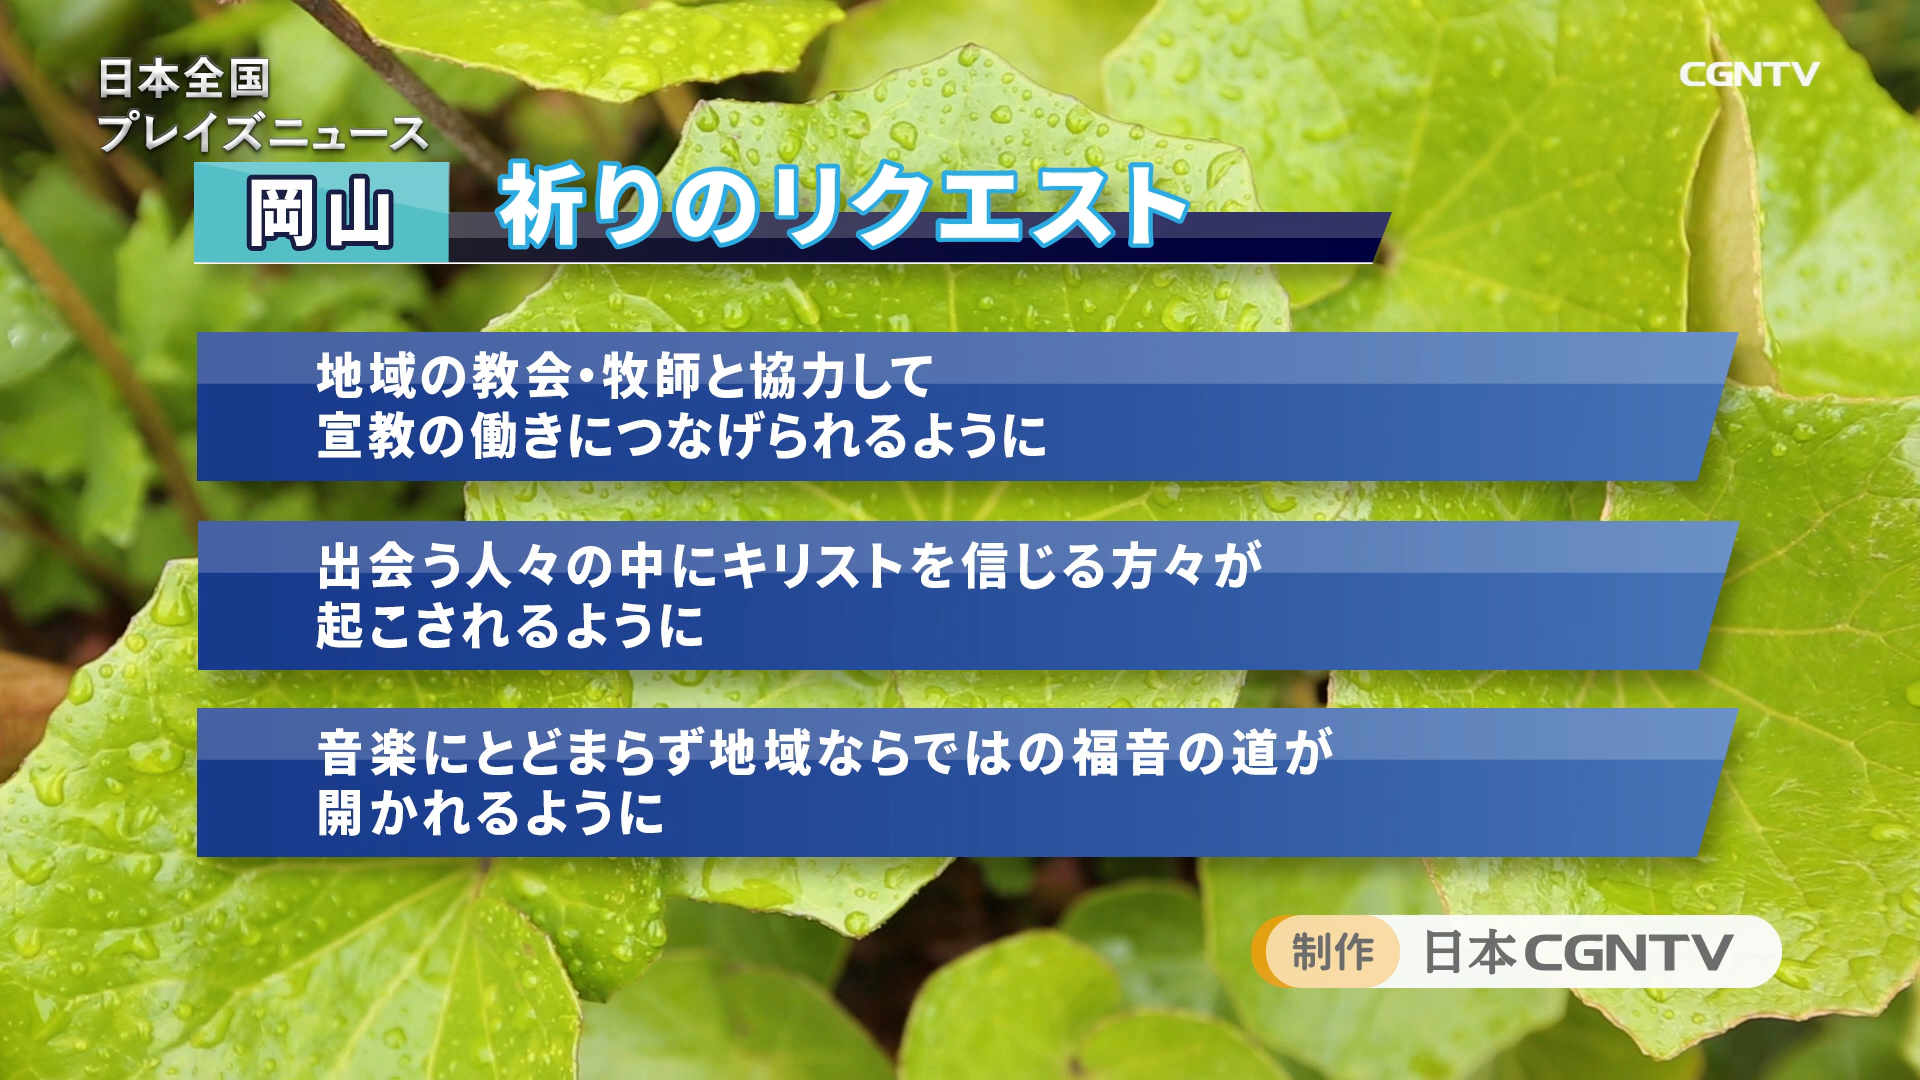 日本全国
プレイズニュース
CGNTV
岡山 祈りのリクエスト
地域の教会・牧師と協力して
宣教の働きにつなげられるように
出会う人々の中にキリストを信じる方々が
起こされるように
音楽にとどまらず地域ならではの福音の道が
開かれるように
制作 日本CGNTV